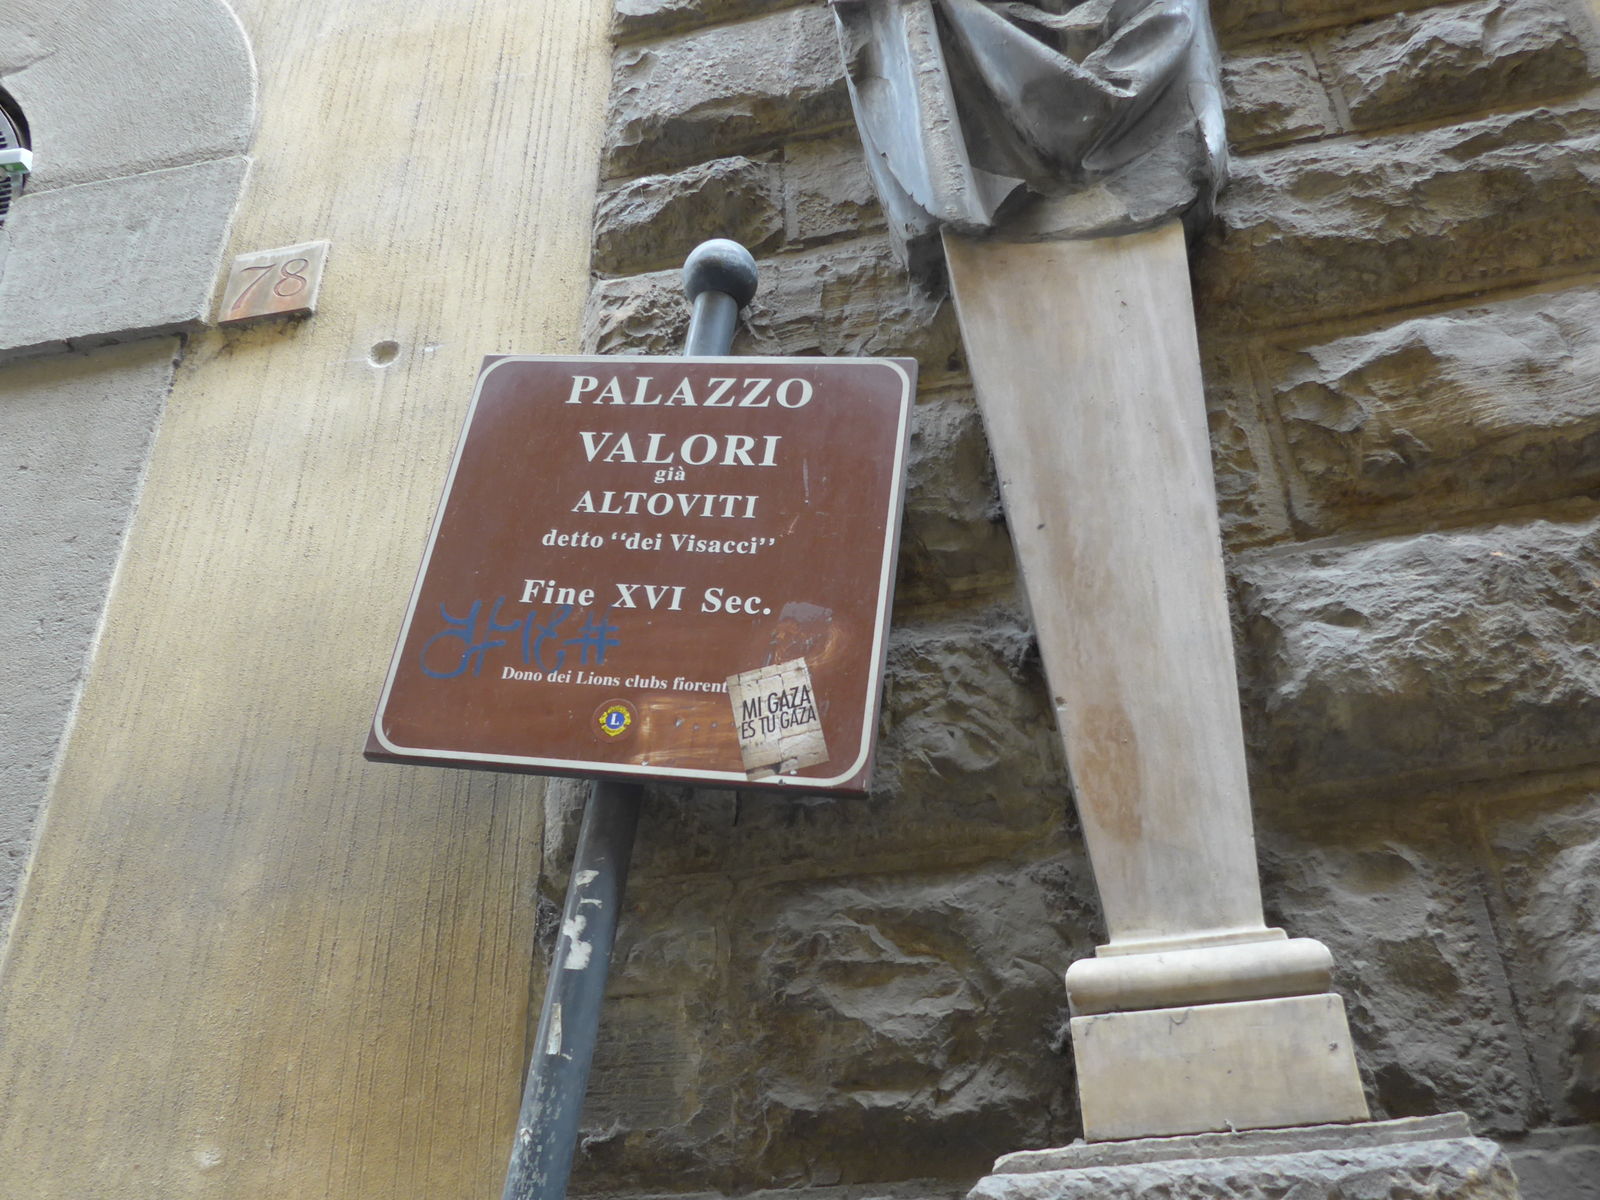 78
PALAZZO
VALORI
già
ALTOVITI
detto “dei Visacci”
Fine XVI Sec.
Dono dei Lions clubs fiorent
L
MI GAZA
ES TU GAZA